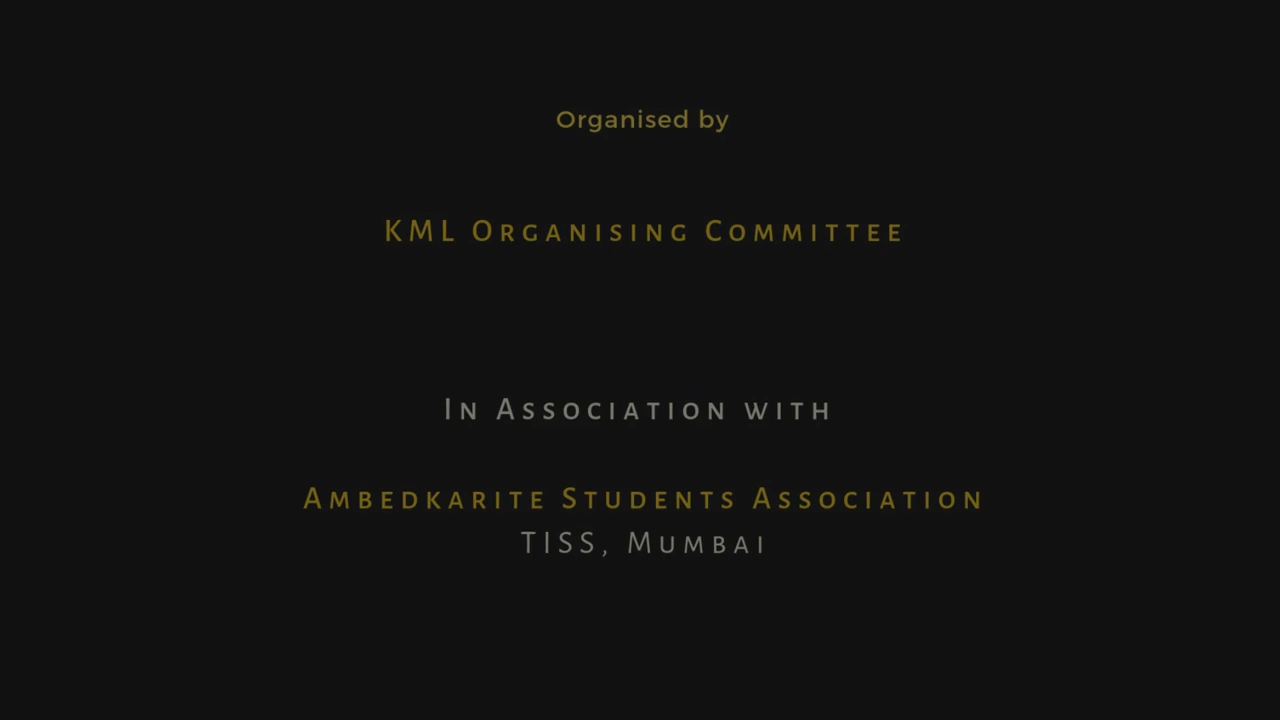 Organised by
KML Organising Committee
In Association with
Ambedkarite Students Association
TISS, Mumbai